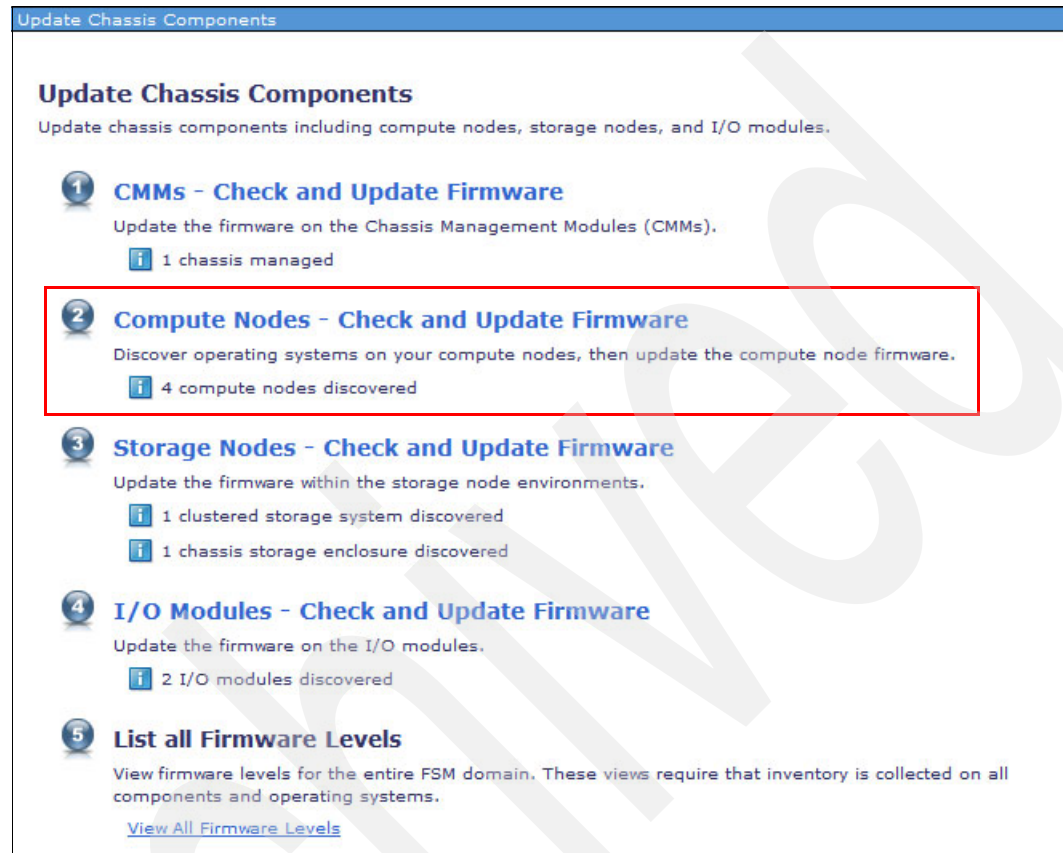 Update Chassis Components
Update Chassis Components
Update chassis components including compute nodes, storage nodes, and I/O modules.
1 CMMs - Check and Update Firmware
Update the firmware on the Chassis Management Modules (CMMs).
i 1 chassis managed
2 Compute Nodes - Check and Update Firmware
Discover operating systems on your compute nodes, then update the compute node firmware.
i 4 compute nodes discovered
3 Storage Nodes - Check and Update Firmware
Update the firmware within the storage node environments.
i 1 clustered storage system discovered
i 1 chassis storage enclosure discovered
4 I/O Modules - Check and Update Firmware
Update the firmware on the I/O modules.
i 2 I/O modules discovered
5 List all Firmware Levels
View firmware levels for the entire FSM domain. These views require that inventory is collected on all
components and operating systems.
View All Firmware Levels
hived